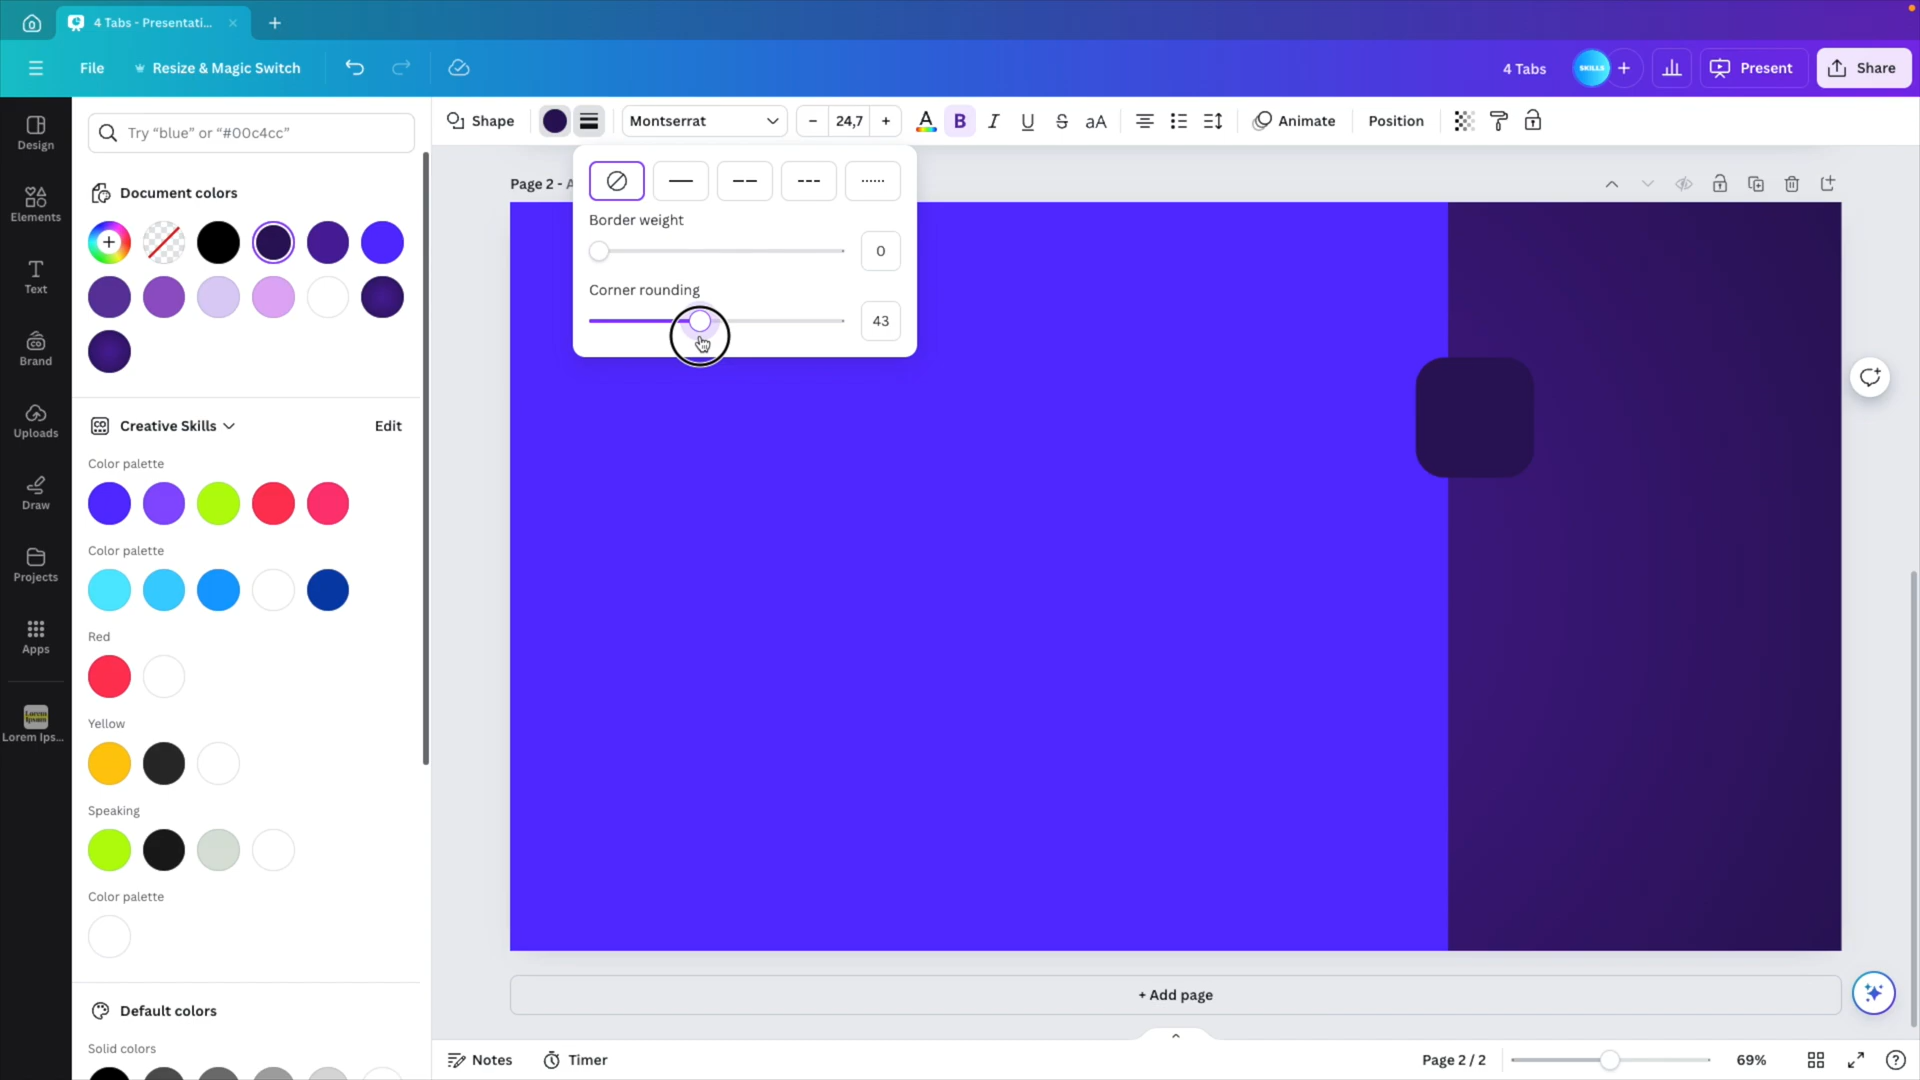 4 Tabs - Presentati...
File
Resize & Magic Switch
4 Tabs
SKILLS
Present
Share
Design
Elements
Text
Brand
Uploads
Draw
Projects
Apps
Lorem Ipsum
Lorem Ips...
Try “blue” or “#00c4cc”
Document colors
Creative Skills
Edit
Color palette
Color palette
Red
Yellow
Speaking
Color palette
Default colors
Solid colors
Shape
Montserrat
– 24,7 +
A B I U S aA
Animate
Position
Page 2 - A
Border weight
0
Corner rounding
43
+ Add page
Notes
Timer
Page 2 / 2
69%